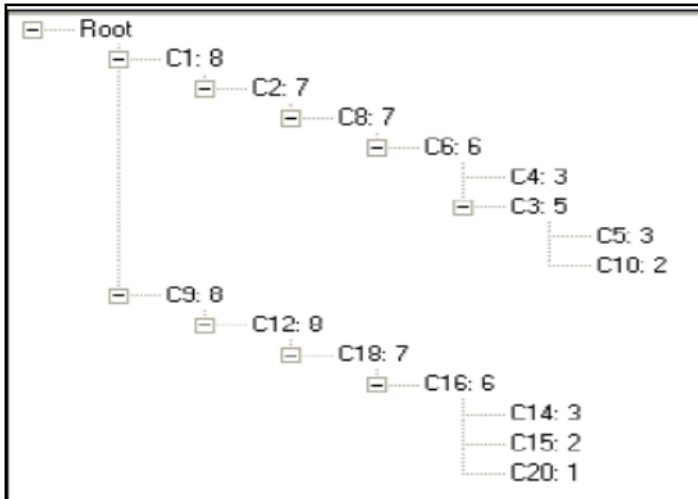 Root
C1: 8
C2: 7
C8: 7
C6: 6
C4: 3
C3: 5
C5: 3
C10: 2
C9: 8
C12: 8
C18: 7
C16: 6
C14: 3
C15: 2
C20: 1